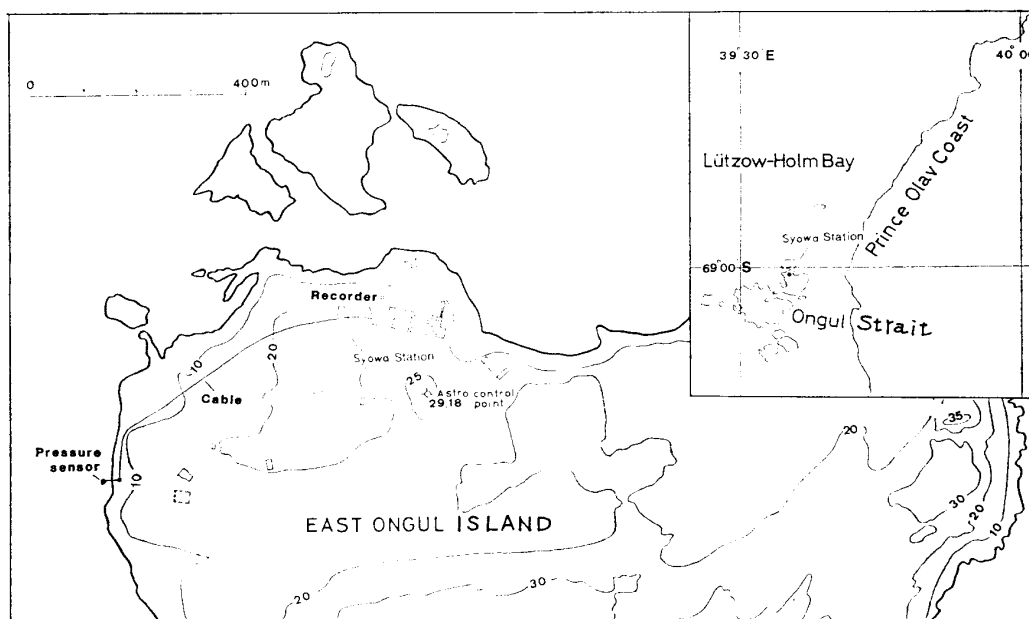 0
400m
39°30' E
40°00
Lützow-Holm Bay
Prince Olav Coast
Syowa Station
69°00' S
Ongul Strait
Recorder
10
20
Syowa Station
25
Astro control
29.18 point
Cable
Pressure
sensor
10
20
35
30
20
10
EAST ONGUL ISLAND
20
30